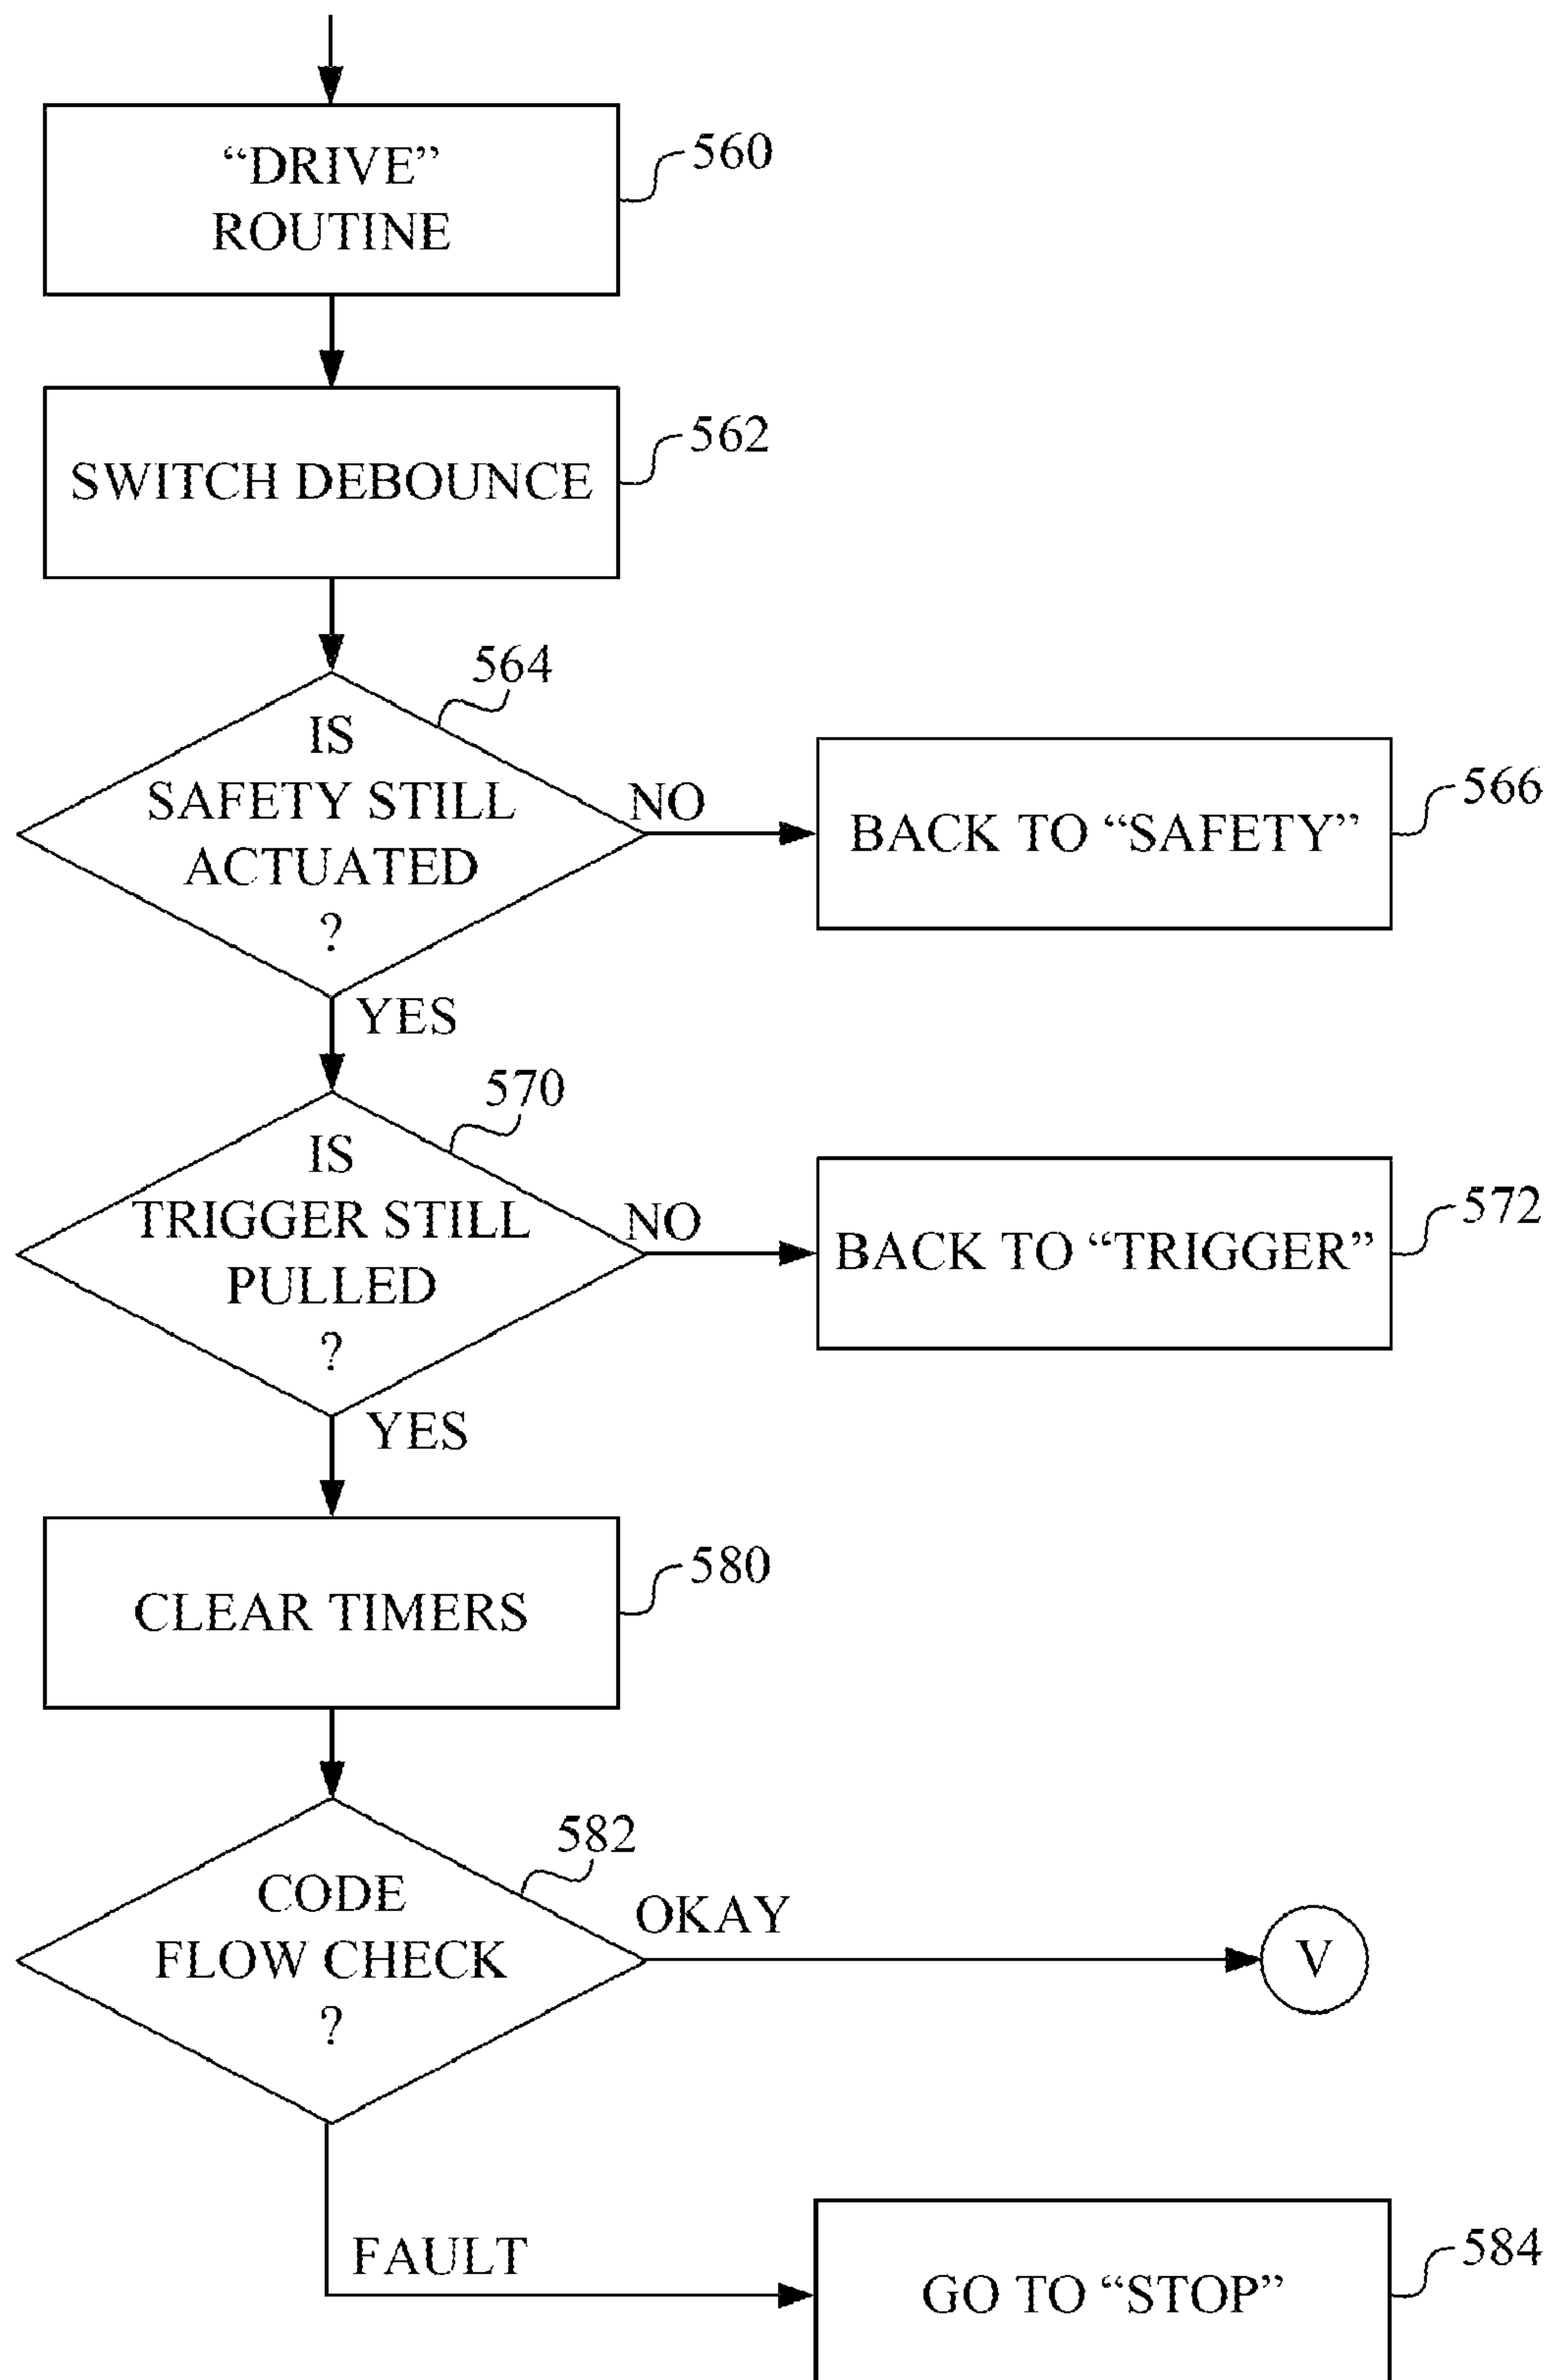 “DRIVE”
ROUTINE
560
SWITCH DEBOUNCE
562
564
IS
SAFETY STILL
ACTUATED
?
NO
BACK TO “SAFETY”
566
YES
570
IS
TRIGGER STILL
PULLED
?
NO
BACK TO “TRIGGER”
572
YES
CLEAR TIMERS
580
582
CODE
FLOW CHECK
?
OKAY
V
FAULT
GO TO “STOP”
584